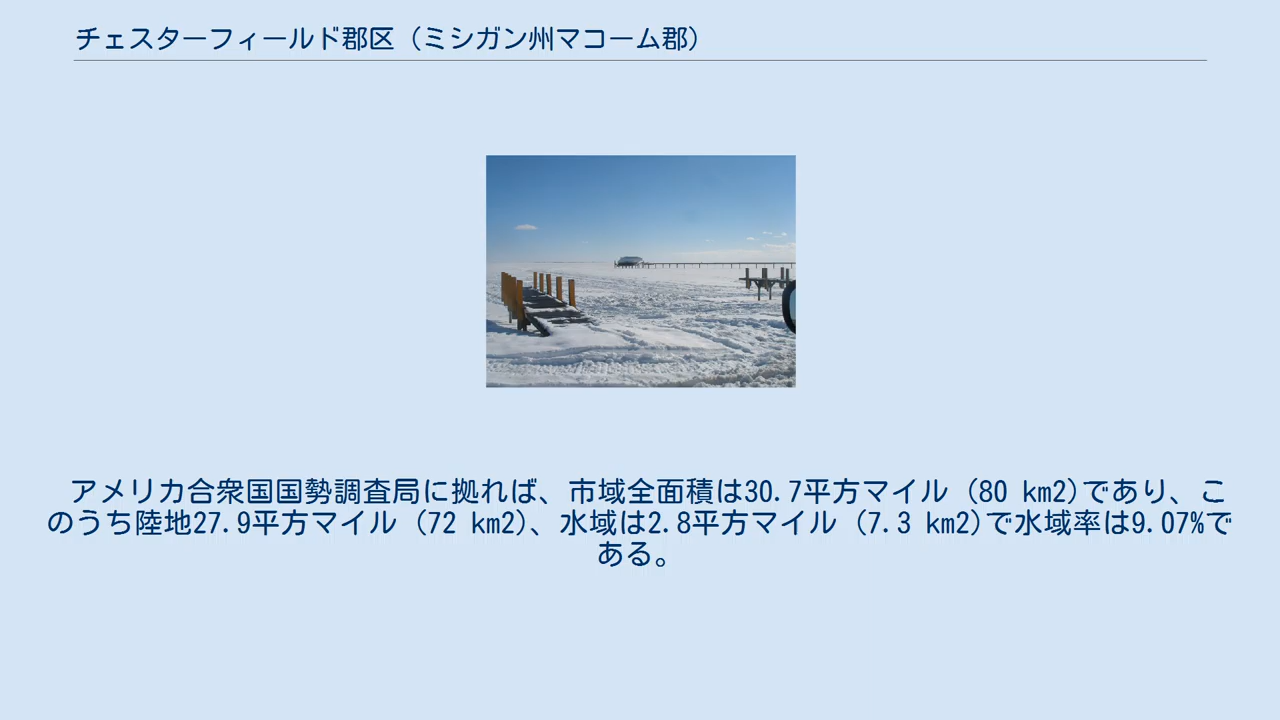 チェスターフィールド郡区（ミシガン州マコーム郡）
アメリカ合衆国国勢調査局に拠れば、市域全面積は30.7平方マイル (80 km2)であり、こ
のうち陸地27.9平方マイル (72 km2)、水域は2.8平方マイル (7.3 km2)で水域率は9.07%で
ある。